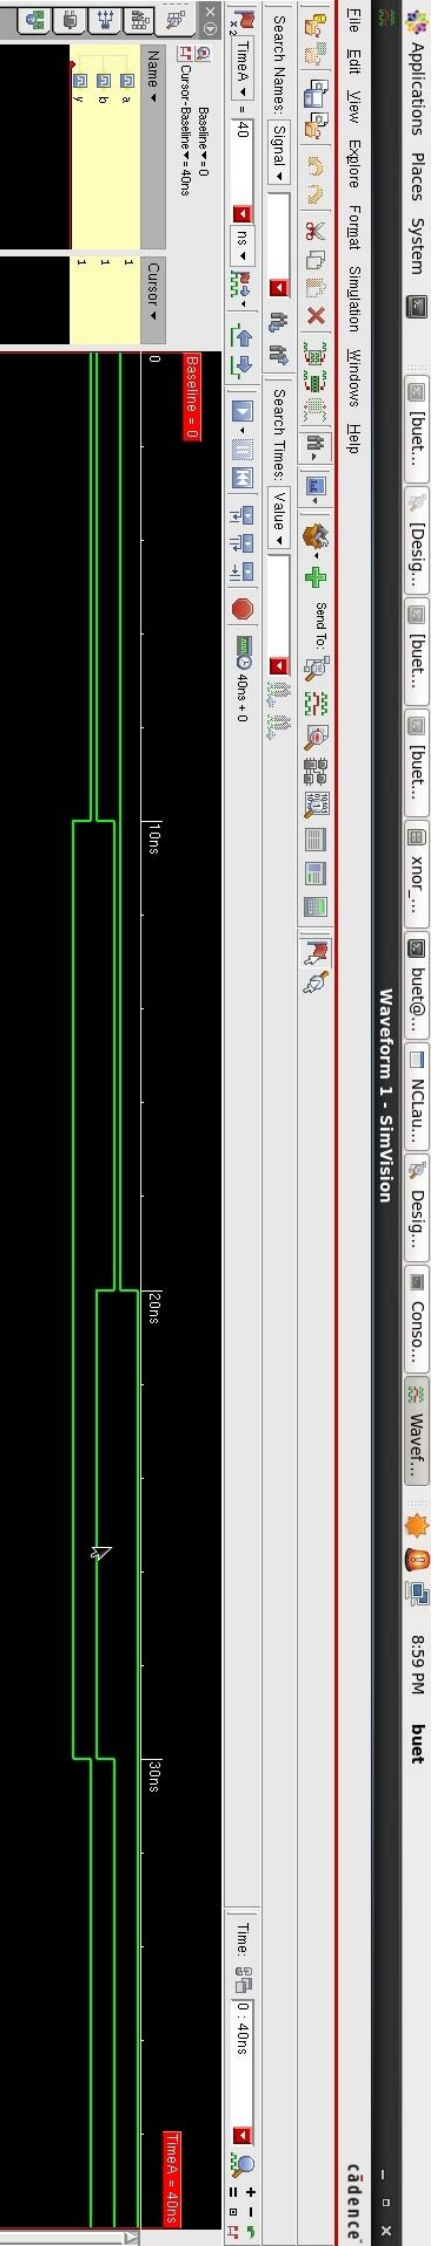 Applications Places System [buet... [Desig... [buet... [buet... xnor_... buet@... NCLau... Desig... Conso... Wavef... 8:59 PM buet
Waveform 1 - SimVision
File Edit View Explore Format Simulation Windows Help cādence
Send To:
Search Names: Signal Search Times: Value
TimeA = 40 ns 40ns + 0 Time: 0 : 40ns
Baseline = 0
Cursor-Baseline = 40ns
Baseline = 0 TimeA = 40ns
Name Cursor 0 10ns 20ns 30ns
a 1
b 1
y 1